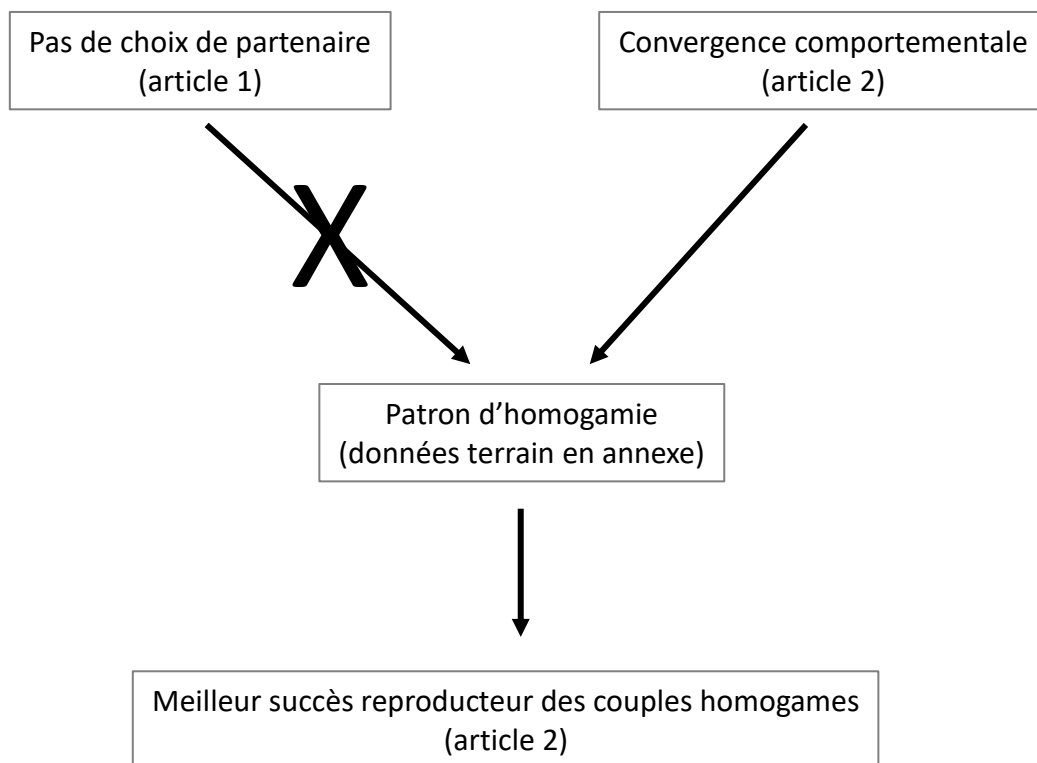 Pas de choix de partenaire
(article 1)
Convergence comportementale
(article 2)
X
Patron d’homogamie
(données terrain en annexe)
Meilleur succès reproducteur des couples homogames
(article 2)